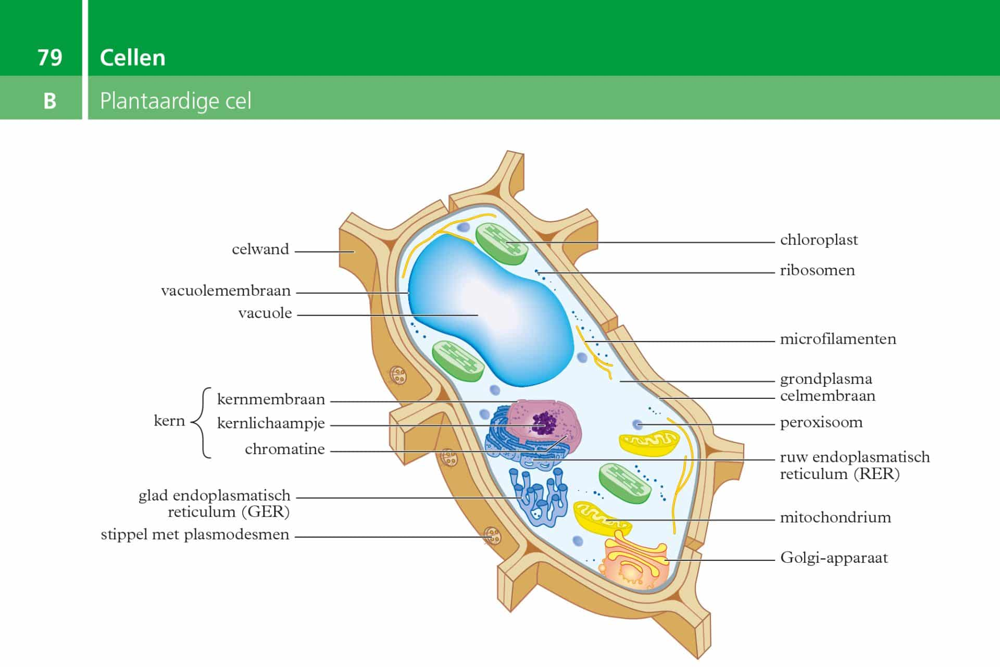 79 Cellen
B Plantaardige cel
celwand
vacuolemembraan
vacuole
kern
kernmembraan
kernlichaampje
chromatine
glad endoplasmatisch
reticulum (GER)
stippel met plasmodesmen
chloroplast
ribosomen
microfilamenten
grondplasma
celmembraan
peroxisoom
ruw endoplasmatisch
reticulum (RER)
mitochondrium
Golgi-apparaat